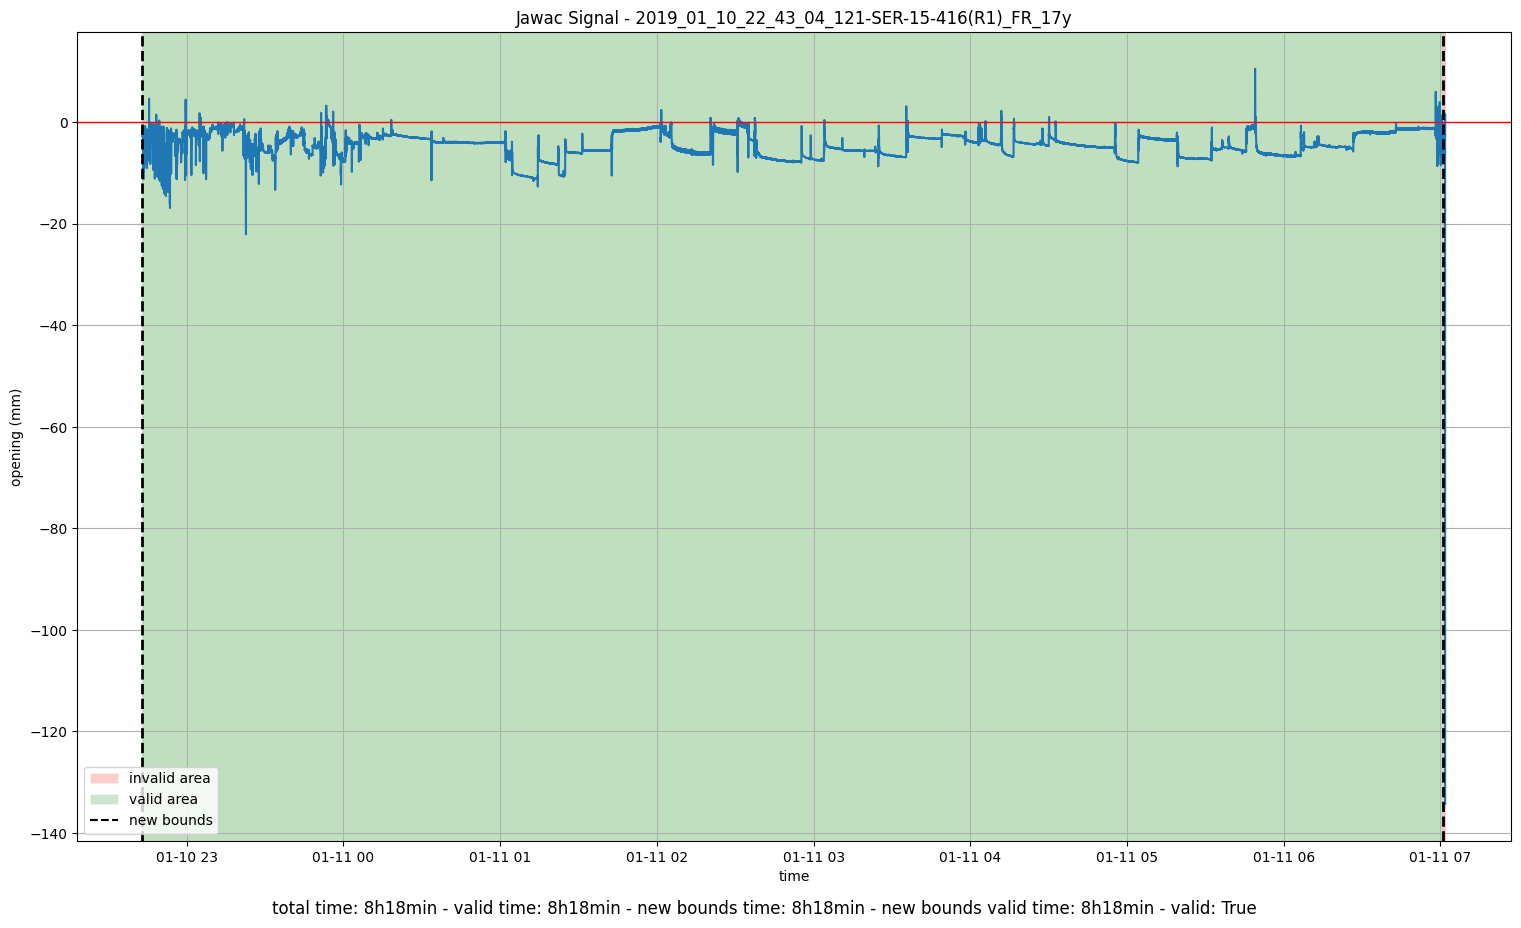 Jawac Signal - 2019_01_10_22_43_04_121-SER-15-416(R1)_FR_17y
opening (mm)
0
−20
−40
−60
−80
−100
−120
−140
invalid area
valid area
new bounds
01-10 23
01-11 00
01-11 01
01-11 02
01-11 03
01-11 04
01-11 05
01-11 06
01-11 07
time
total time: 8h18min - valid time: 8h18min - new bounds time: 8h18min - new bounds valid time: 8h18min - valid: True